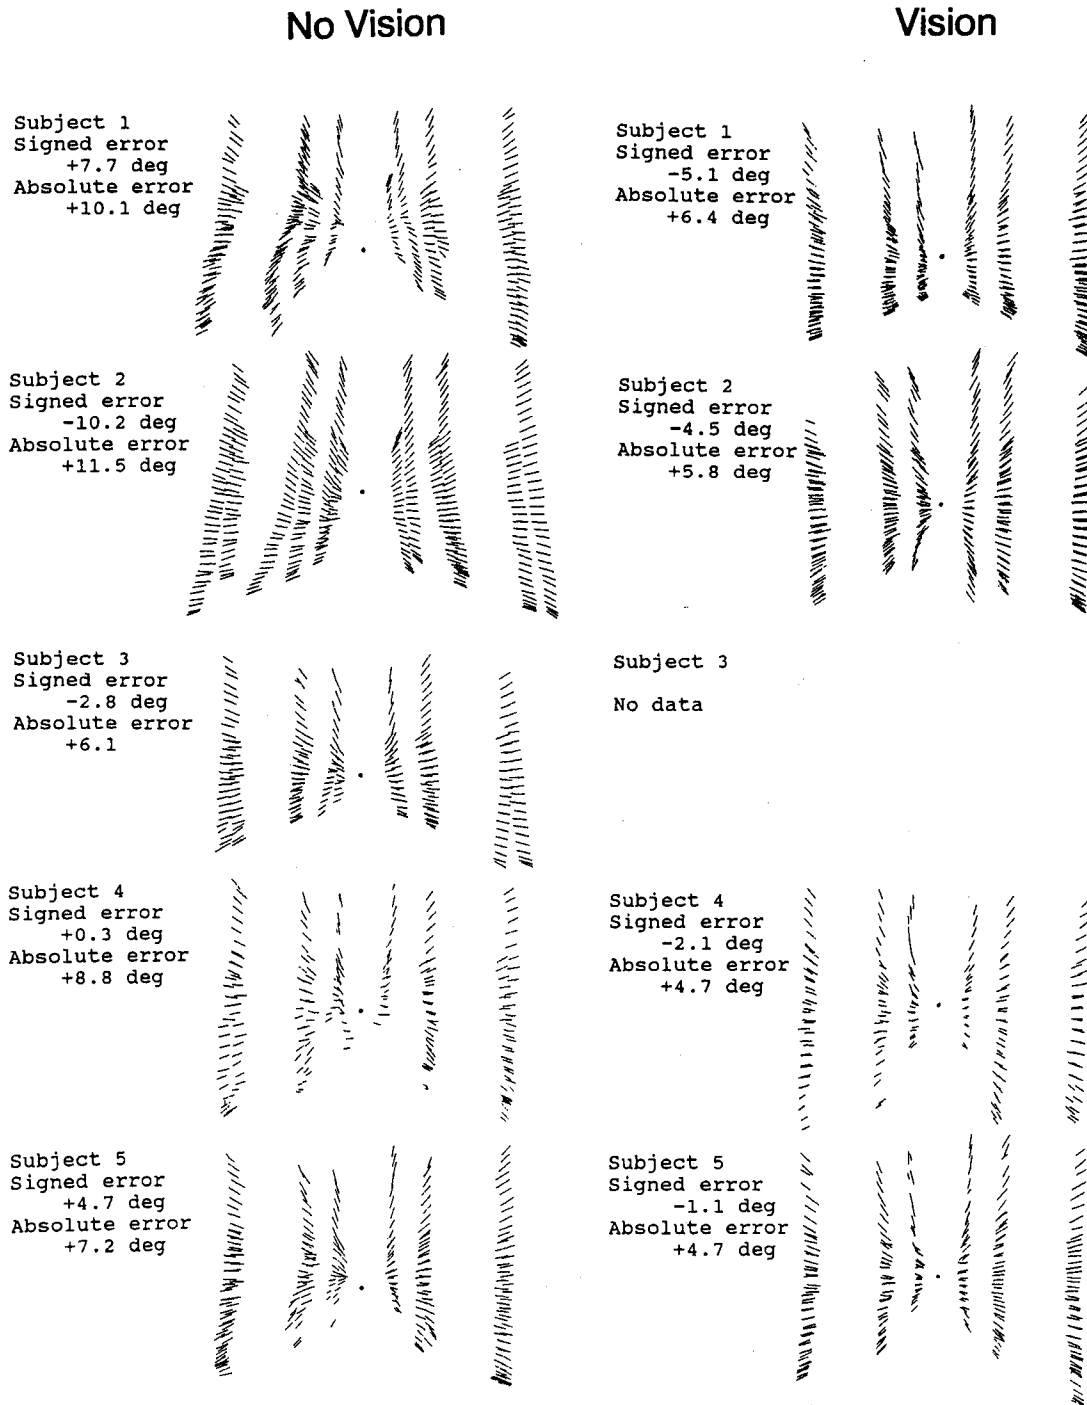 No Vision
Vision
Subject 1
Signed error
+7.7 deg
Absolute error
+10.1 deg
Subject 1
Signed error
-5.1 deg
Absolute error
+6.4 deg
Subject 2
Signed error
-10.2 deg
Absolute error
+11.5 deg
Subject 2
Signed error
-4.5 deg
Absolute error
+5.8 deg
Subject 3
Signed error
-2.8 deg
Absolute error
+6.1
Subject 3
No data
Subject 4
Signed error
+0.3 deg
Absolute error
+8.8 deg
Subject 4
Signed error
-2.1 deg
Absolute error
+4.7 deg
Subject 5
Signed error
+4.7 deg
Absolute error
+7.2 deg
Subject 5
Signed error
-1.1 deg
Absolute error
+4.7 deg